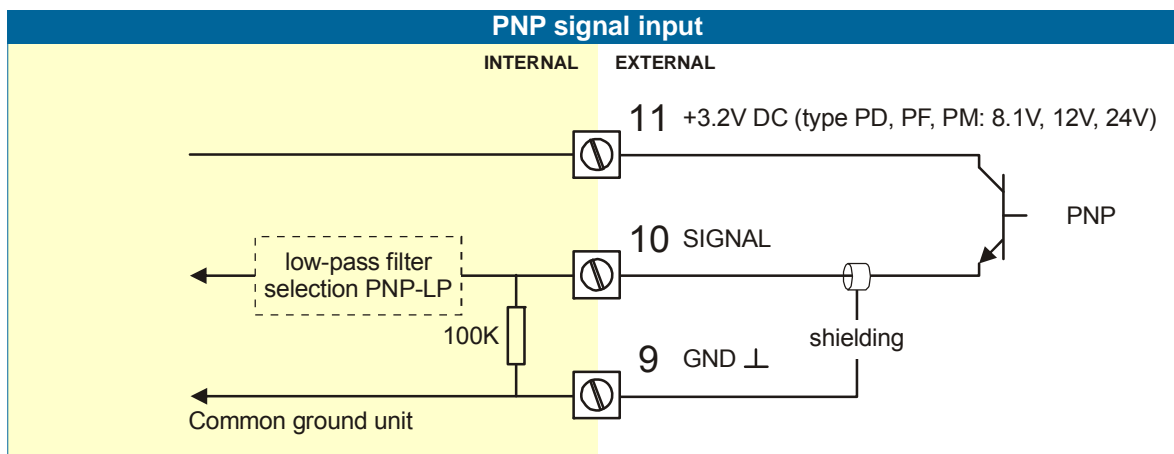 PNP signal input
INTERNAL EXTERNAL
11 +3.2V DC (type PD, PF, PM: 8.1V, 12V, 24V)
PNP
10 SIGNAL
low-pass filter
selection PNP-LP
100K
shielding
9 GND ⊥
Common ground unit